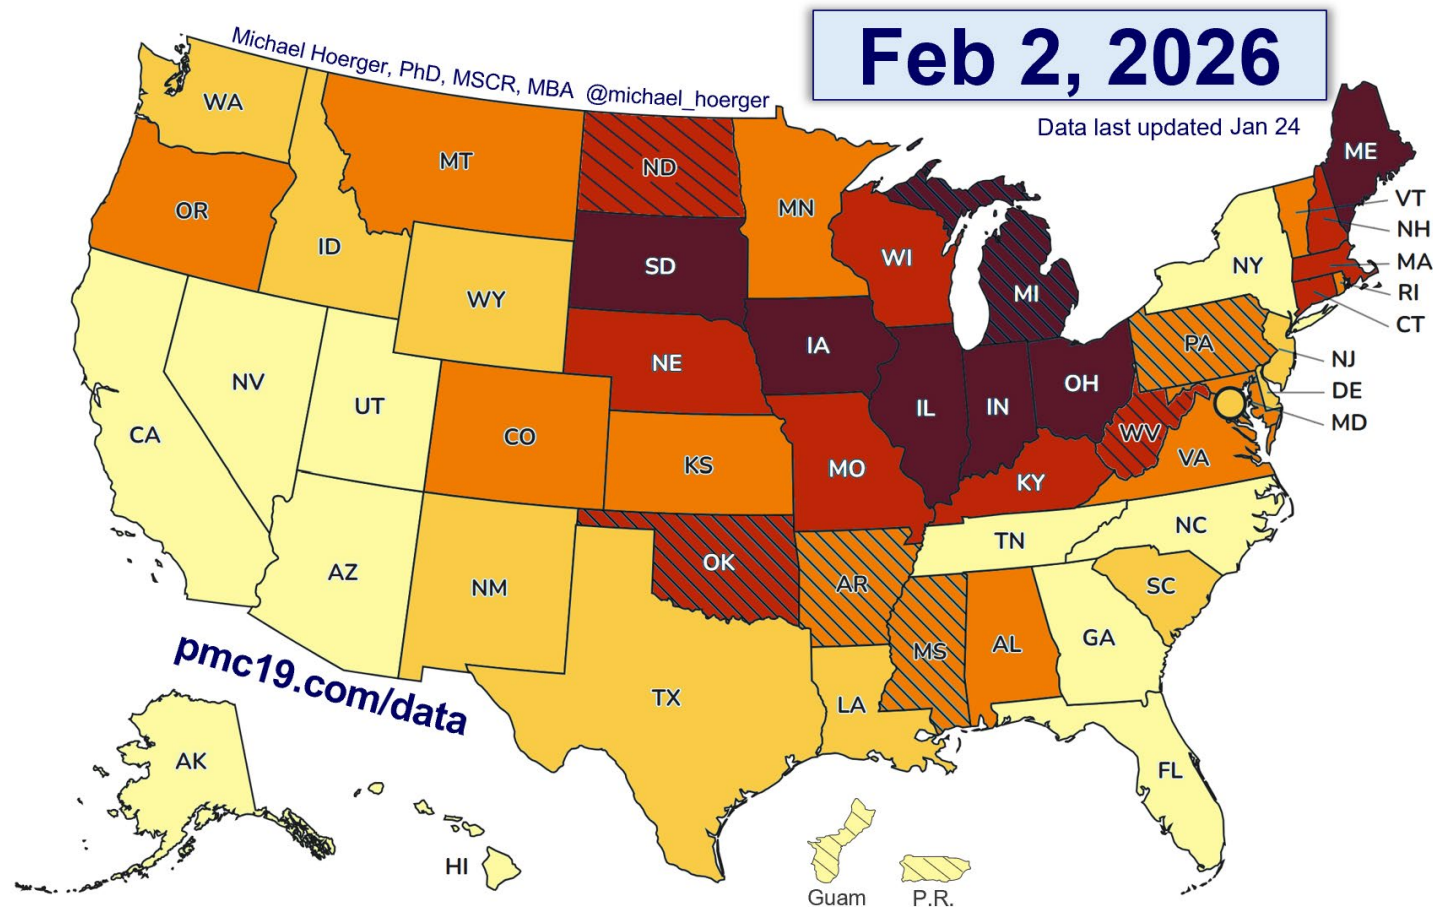 Feb 2, 2026
Michael Hoerger, PhD, MSCR, MBA @michael_hoerger
Data last updated Jan 24
WA
MT
ND
MN
ME
OR
ID
SD
WI
MI
VT
NH
NY
MA
RI
CT
WY
NE
IA
PA
NJ
NV
UT
CO
KS
IL
IN
OH
DE
MD
CA
MO
KY
WV
VA
AZ
NM
OK
AR
TN
NC
SC
MS
AL
GA
pmc19.com/data
TX
LA
FL
AK
HI
Guam
P.R.